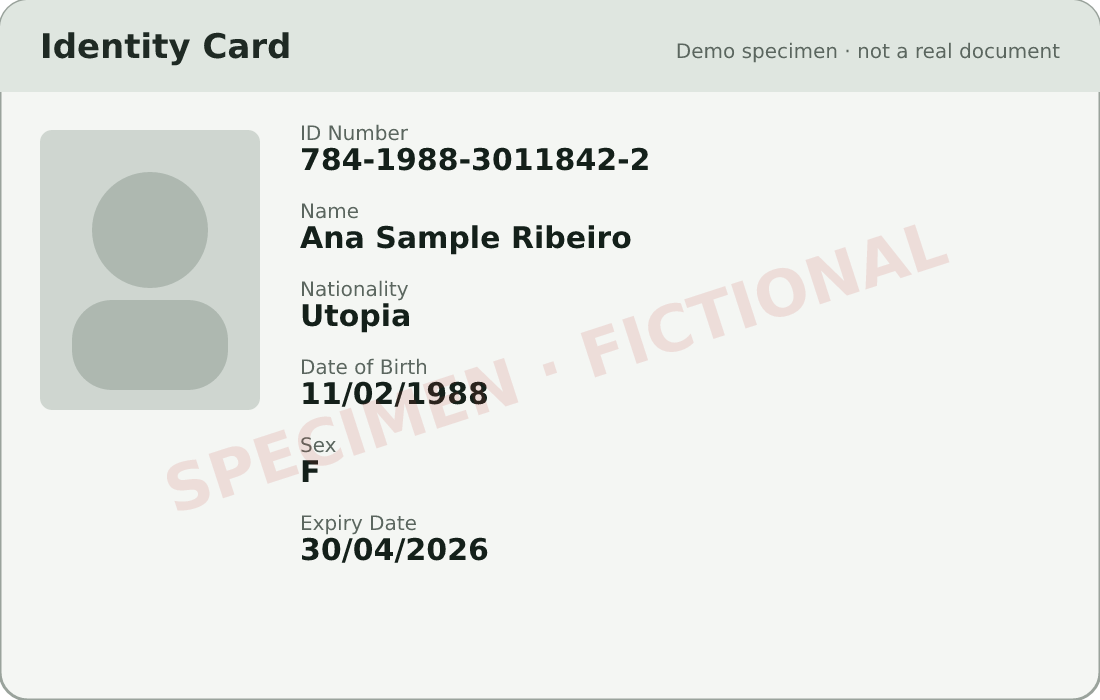 Identity Card
Demo specimen · not a real document
ID Number
784-1988-3011842-2
Name
Ana Sample Ribeiro
Nationality
Utopia
Date of Birth
11/02/1988
Sex
F
Expiry Date
30/04/2026
SPECIMEN · FICTIONAL